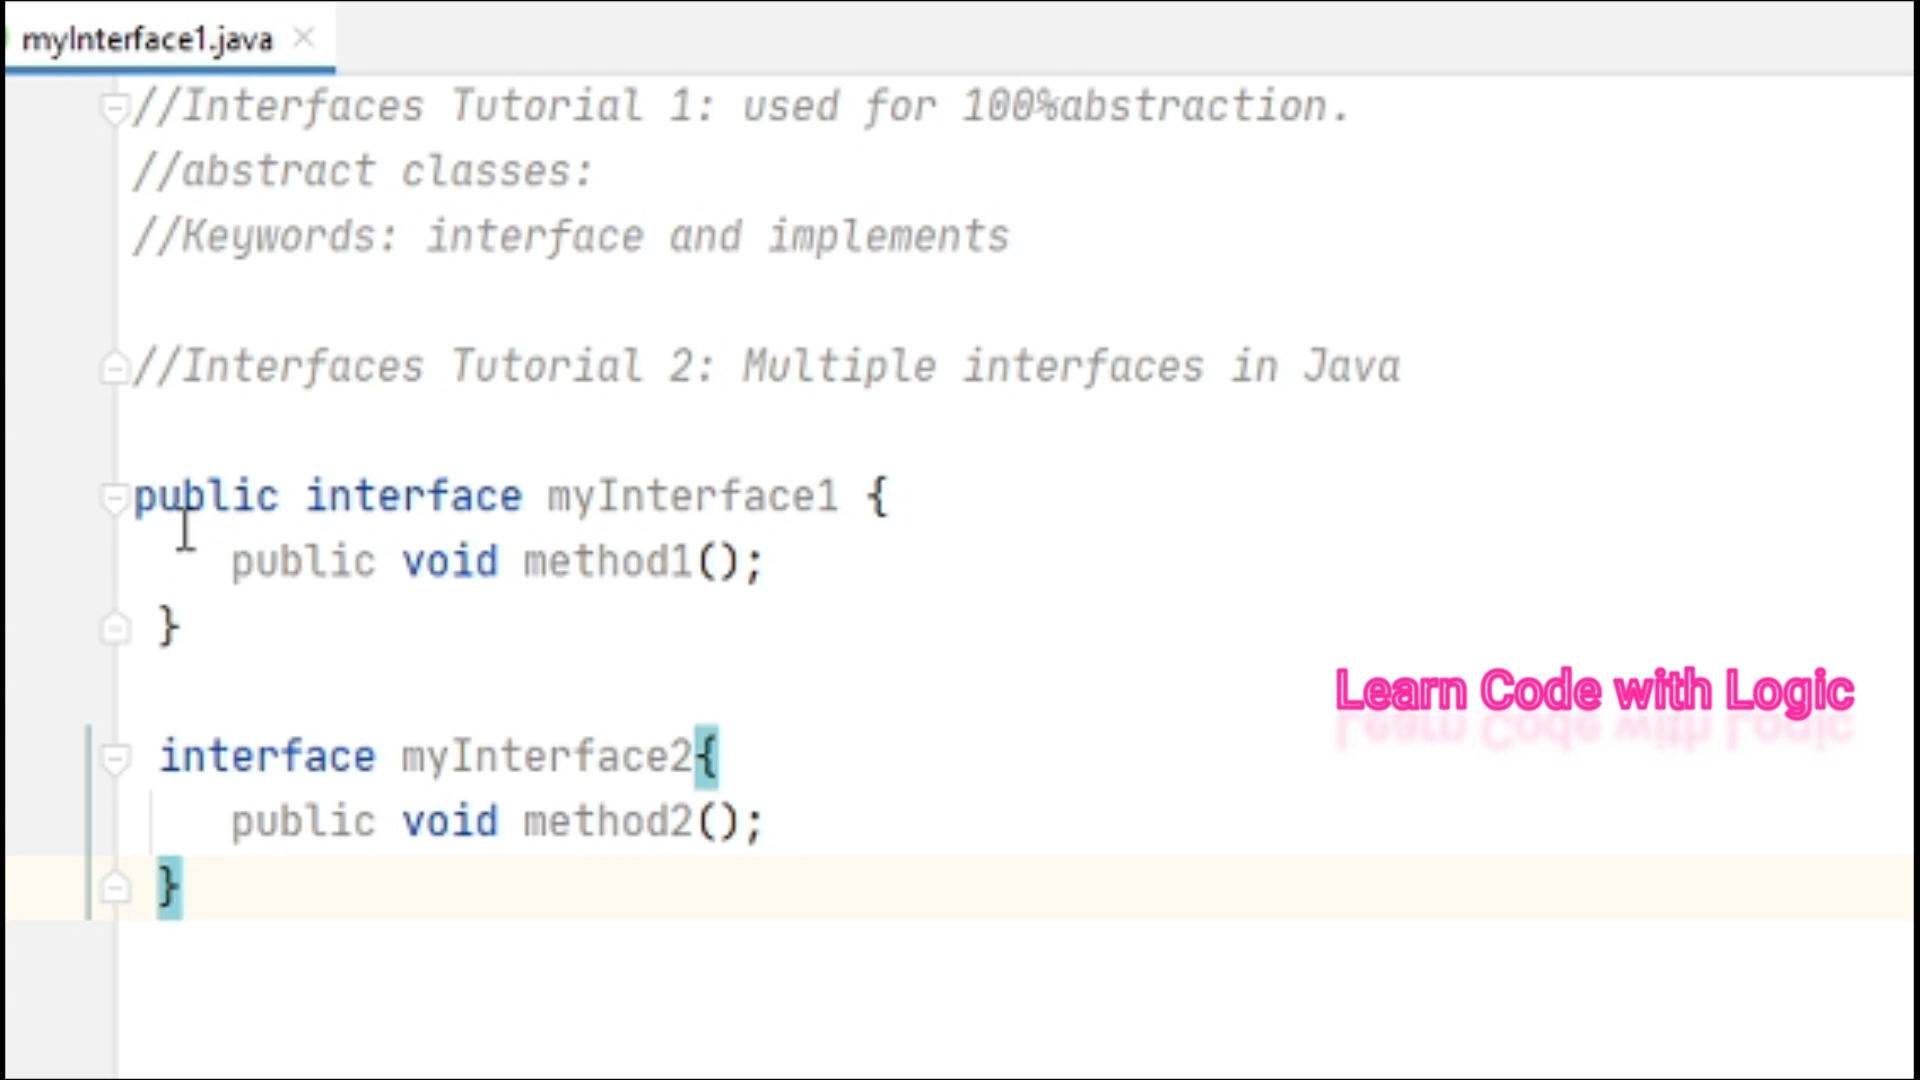 myInterface1.java
//Interfaces Tutorial 1: used for 100%abstraction.
//abstract classes:
//Keywords: interface and implements
//Interfaces Tutorial 2: Multiple interfaces in Java
public interface myInterface1 {
public void method1();
}
Learn Code with Logic
interface myInterface2{
public void method2();
}